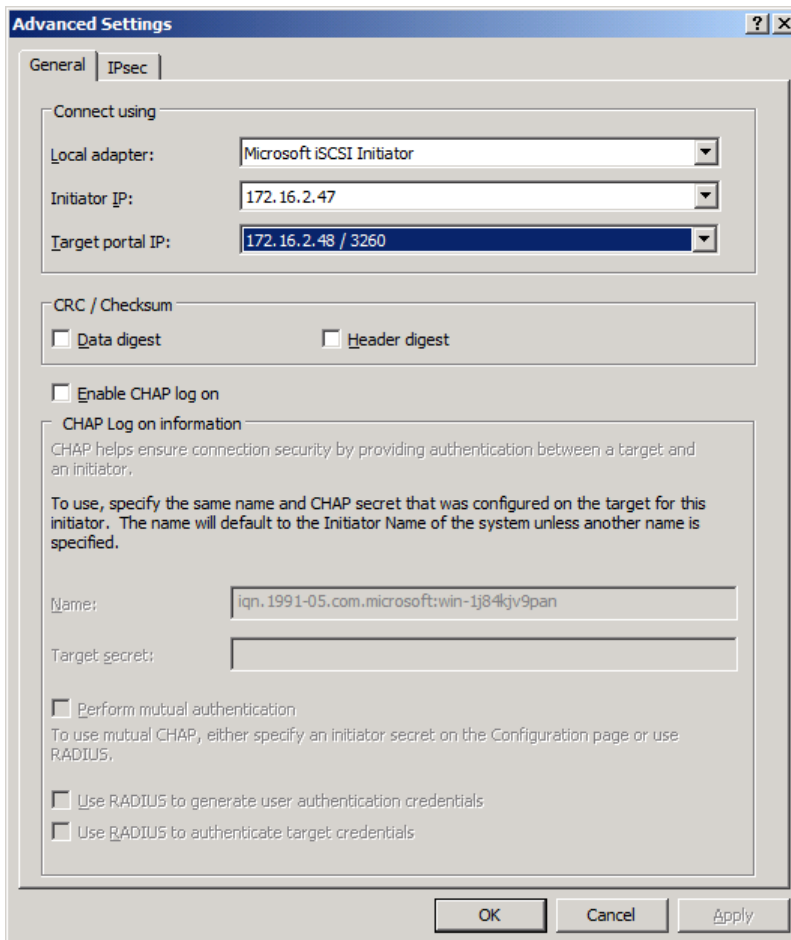 Advanced Settings
General
IPsec
Connect using
Local adapter:
Microsoft iSCSI Initiator
Initiator IP:
172.16.2.47
Target portal IP:
172.16.2.48 / 3260
CRC / Checksum
Data digest
Header digest
Enable CHAP log on
CHAP Log on information
CHAP helps ensure connection security by providing authentication between a target and
an initiator.
To use, specify the same name and CHAP secret that was configured on the target for this
initiator. The name will default to the Initiator Name of the system unless another name is
specified.
Name:
iqn.1991-05.com.microsoft:win-1j84kjv9pan
Target secret:
Perform mutual authentication
To use mutual CHAP, either specify an initiator secret on the Configuration page or use
RADIUS.
Use RADIUS to generate user authentication credentials
Use RADIUS to authenticate target credentials
OK
Cancel
Apply